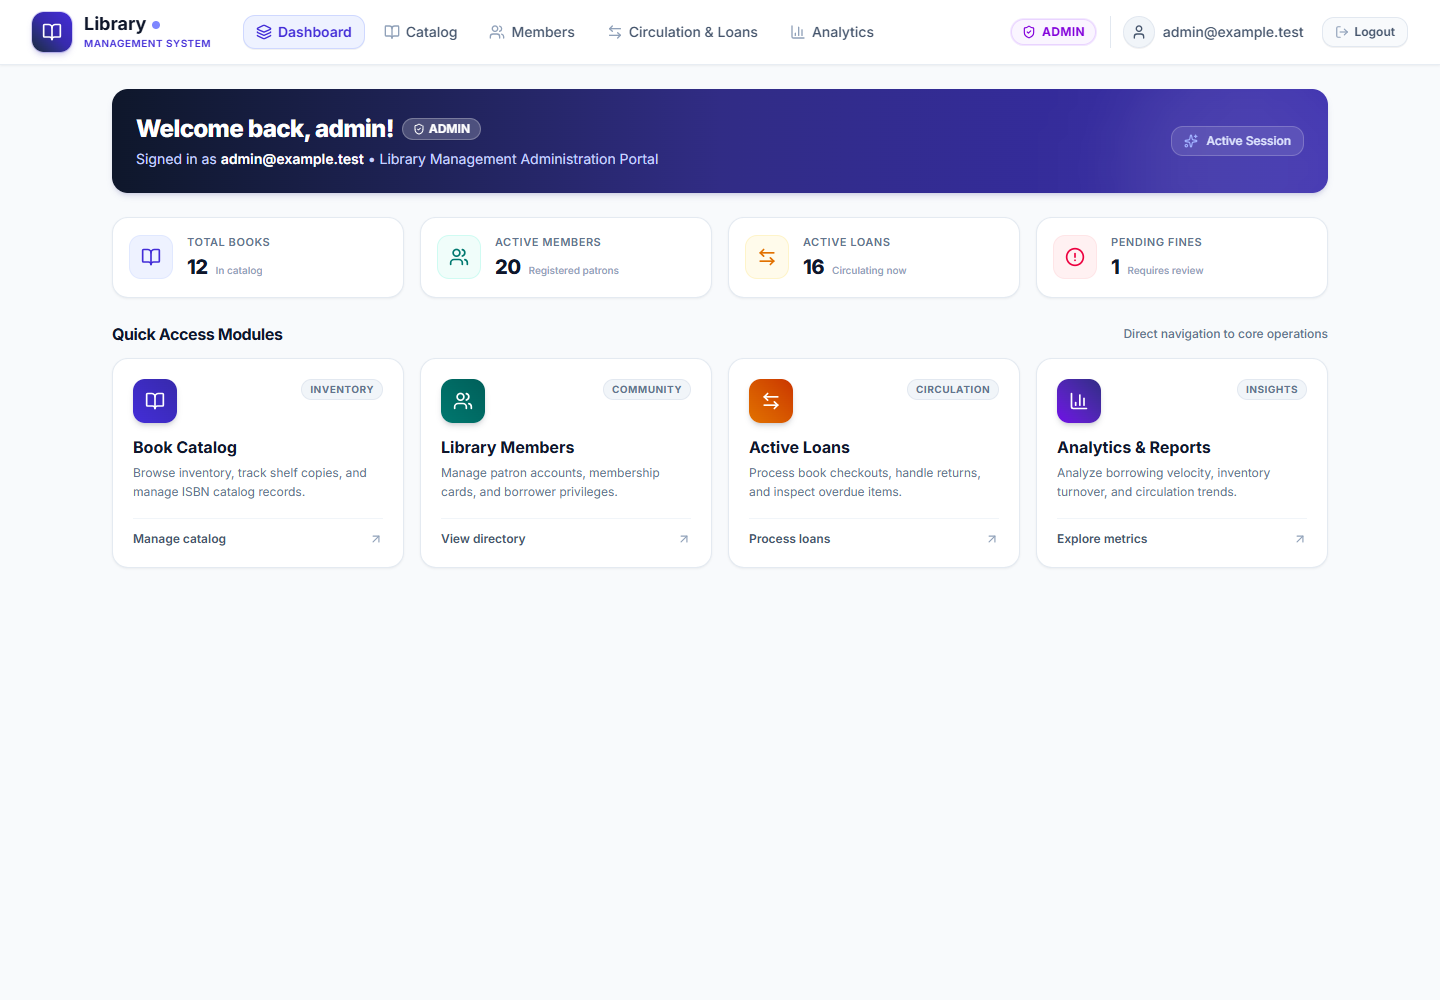 Library
MANAGEMENT SYSTEM
Dashboard
Catalog
Members
Circulation & Loans
Analytics
ADMIN
admin@example.test
Logout
Welcome back, admin!
ADMIN
Signed in as admin@example.test • Library Management Administration Portal
Active Session
TOTAL BOOKS
12 In catalog
ACTIVE MEMBERS
20 Registered patrons
ACTIVE LOANS
16 Circulating now
PENDING FINES
1 Requires review
Quick Access Modules
Direct navigation to core operations
INVENTORY
Book Catalog
Browse inventory, track shelf copies, and
manage ISBN catalog records.
Manage catalog
COMMUNITY
Library Members
Manage patron accounts, membership
cards, and borrower privileges.
View directory
CIRCULATION
Active Loans
Process book checkouts, handle returns,
and inspect overdue items.
Process loans
INSIGHTS
Analytics & Reports
Analyze borrowing velocity, inventory
turnover, and circulation trends.
Explore metrics